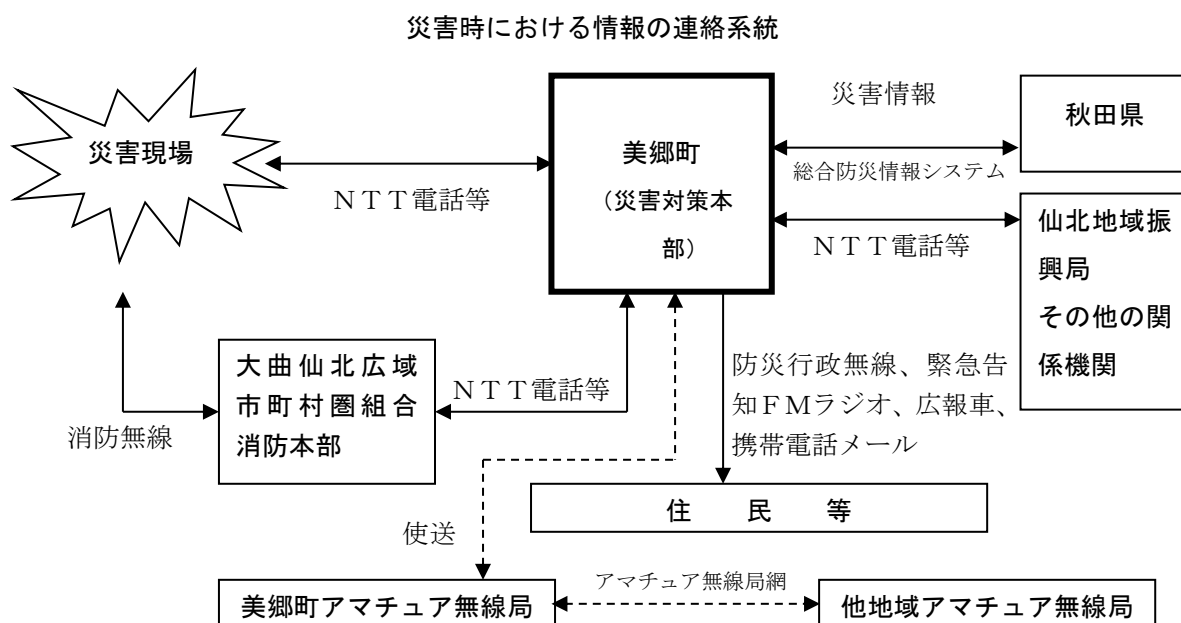 災害時における情報の連絡系統
災害情報
秋田県
災害現場
美郷町
(災害対策本
部)
総合防災情報システム
ＮＴＴ電話等
ＮＴＴ電話等
仙北地域振
興局
その他の関
係機関
大曲仙北広域
市町村圏組合
消防本部
ＮＴＴ電話等
防災行政無線、緊急告
知ＦＭラジオ、広報車、
携帯電話メール
消防無線
住　民　等
使送
アマチュア無線局網
美郷町アマチュア無線局
他地域アマチュア無線局